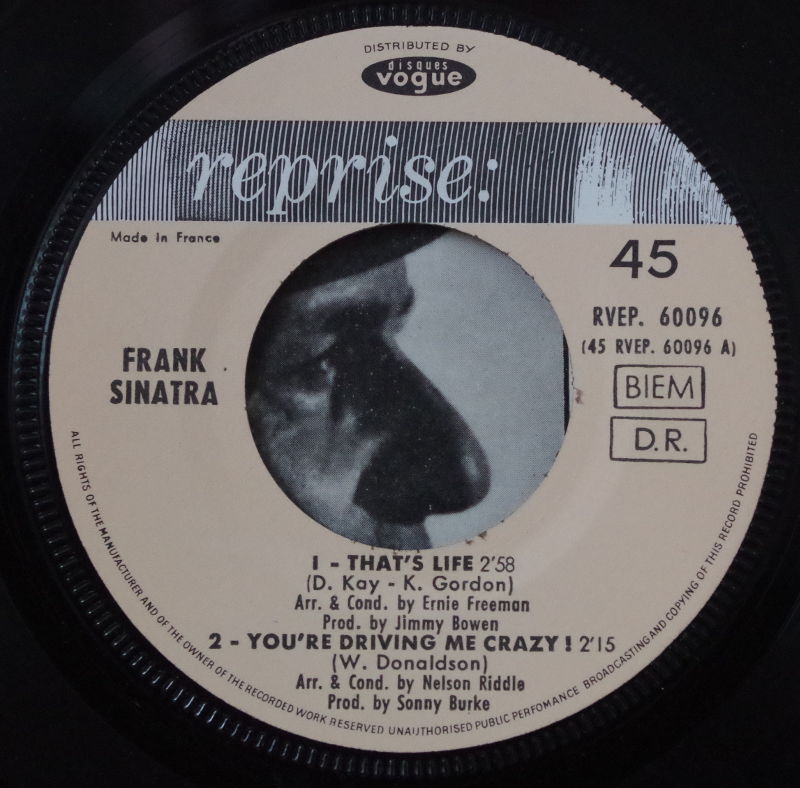 DISTRIBUTED BY
disques
vogue
reprise:
Made in France
45
RVEP. 60096
(45 RVEP. 60096 A)
BIEM
D.R.
FRANK
SINATRA
1 - THAT'S LIFE 2'58
(D. Kay - K. Gordon)
Arr. & Cond. by Ernie Freeman
Prod. by Jimmy Bowen
2 - YOU'RE DRIVING ME CRAZY ! 2'15
(W. Donaldson)
Arr. & Cond. by Nelson Riddle
Prod. by Sonny Burke
ALL RIGHTS OF THE MANUFACTURER AND OF THE OWNER OF THE RECORDED WORK RESERVED UNAUTHORISED PUBLIC PERFOMANCE BROADCASTING AND COPYING OF THIS RECORD PROHIBITED